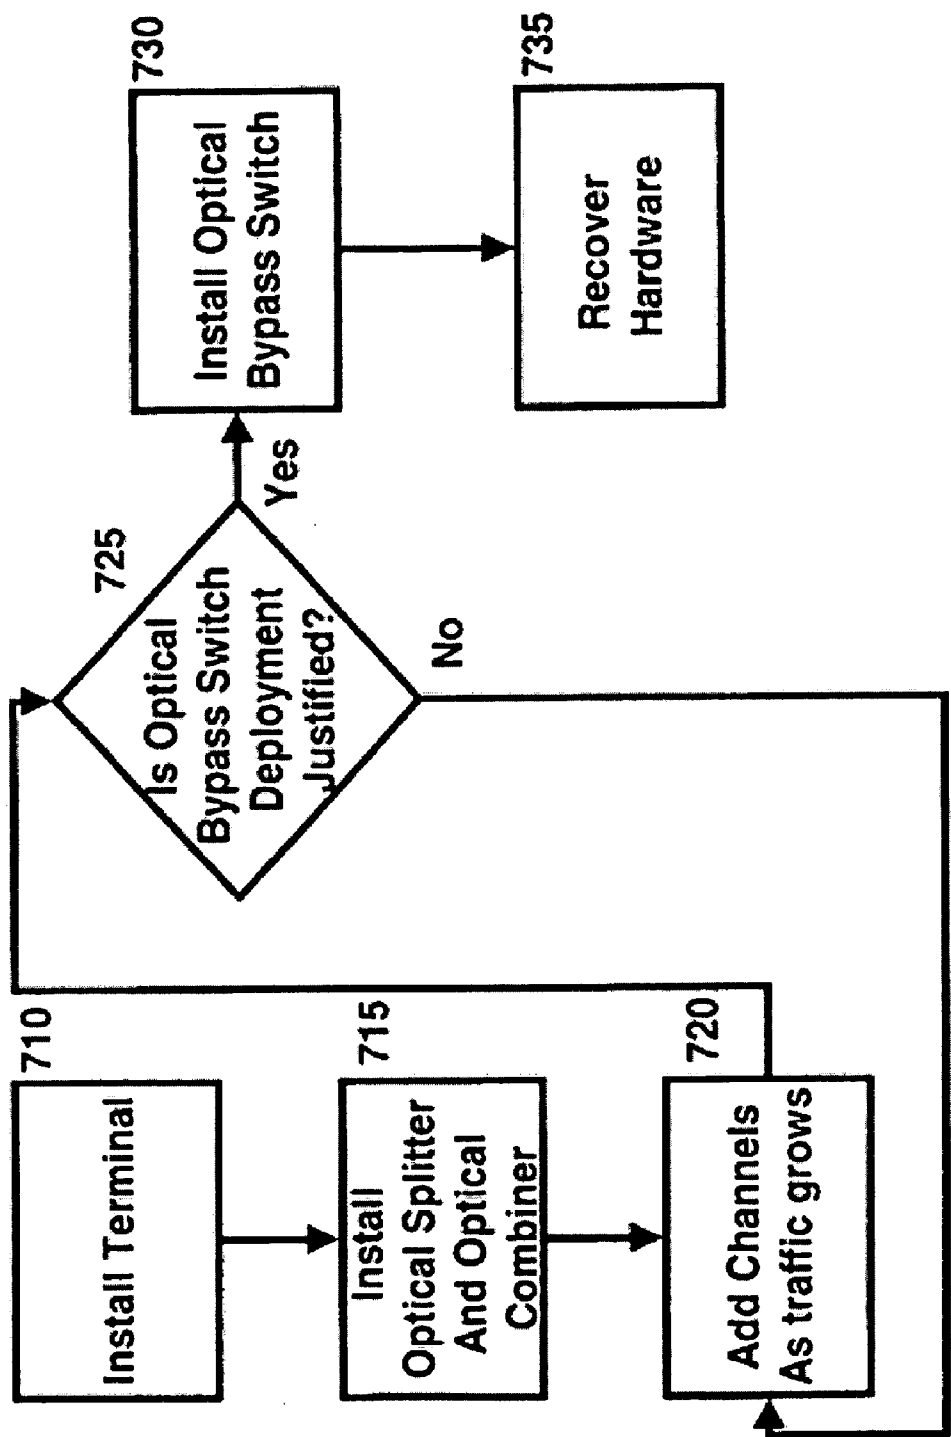 710
Install Terminal
715
Install
Optical Splitter
And Optical
Combiner
720
Add Channels
As traffic grows
725
Is Optical
Bypass Switch
Deployment
Justified?
Yes
No
730
Install Optical
Bypass Switch
735
Recover
Hardware